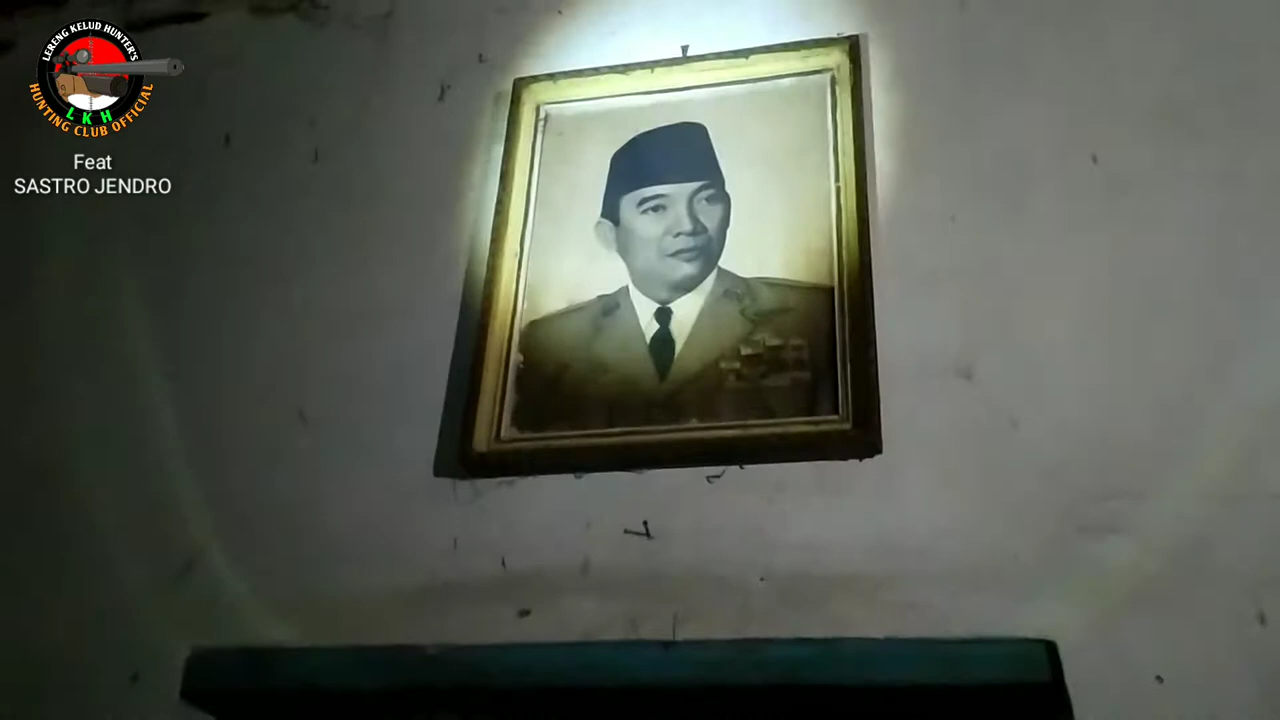 LERENG KELUD HUNTER'S
L K H
HUNTING CLUB OFFICIAL
Feat
SASTRO JENDRO